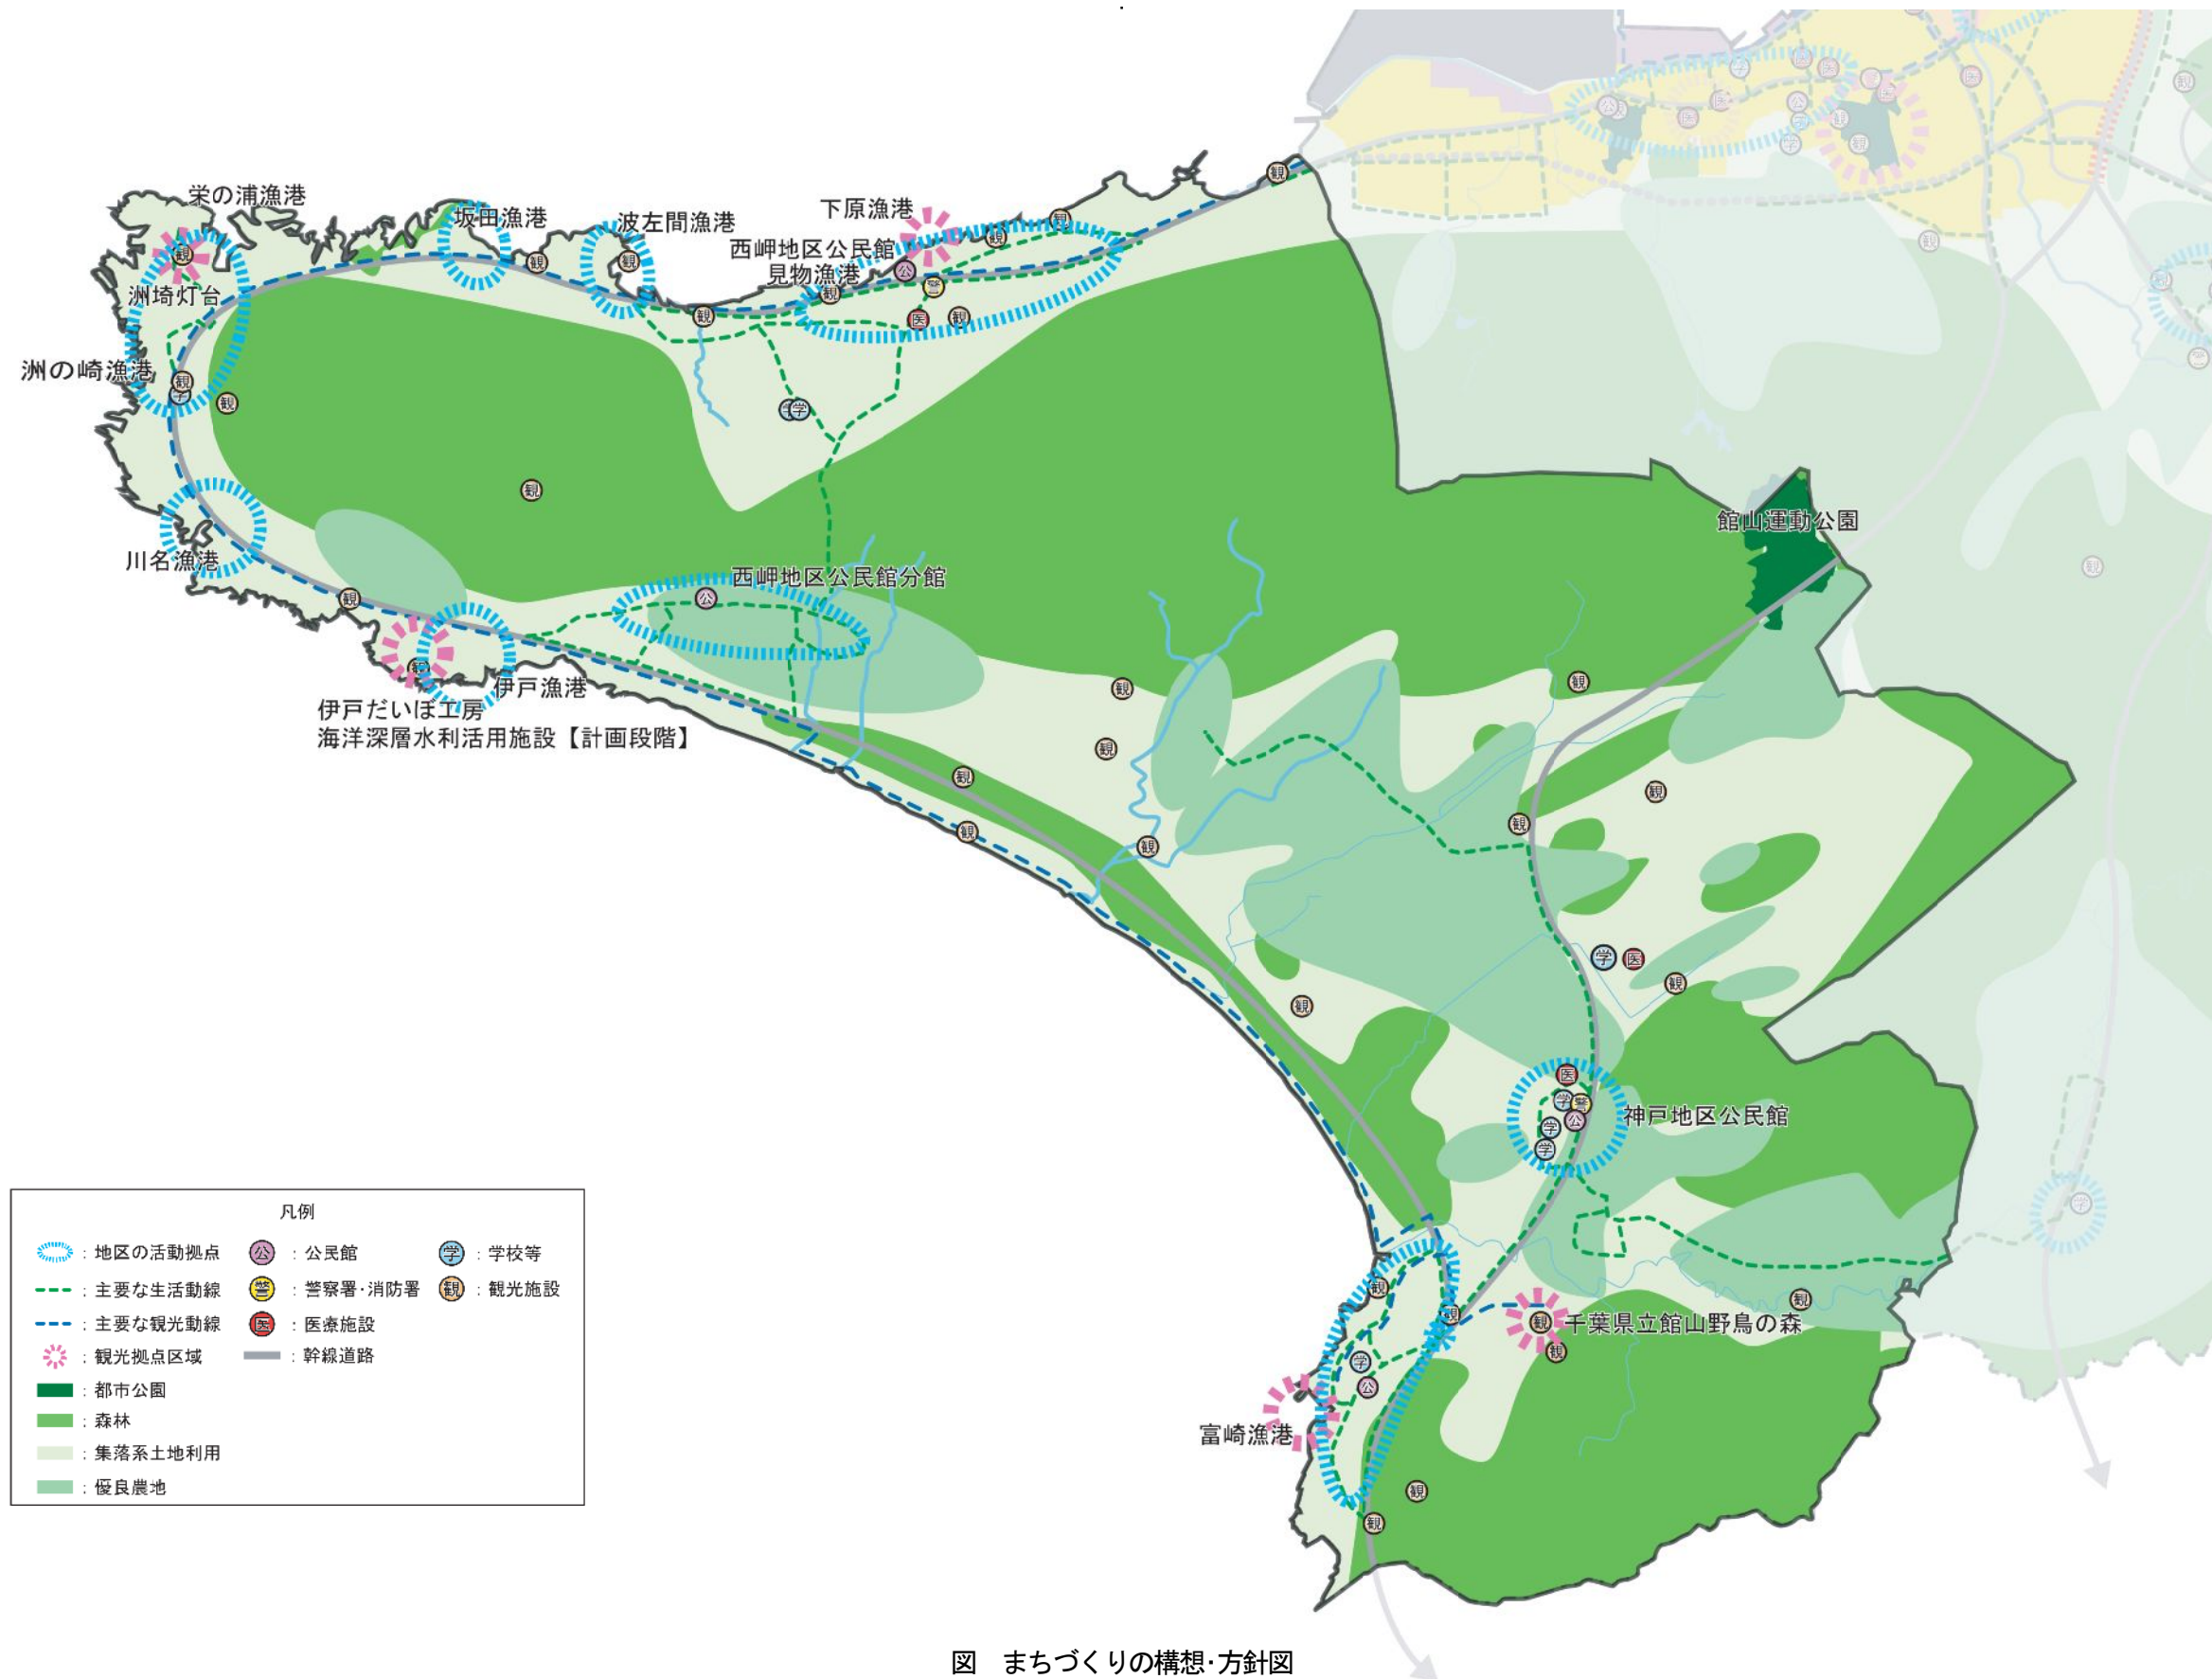 栄の浦漁港
坂田漁港
波左間漁港
下原漁港
西岬地区公民館
見物漁港
洲埼灯台
洲の崎漁港
川名漁港
館山運動公園
西岬地区公民館分館
伊戸漁港
伊戸だいぼ工房
海洋深層水利活用施設【計画段階】
神戸地区公民館
千葉県立館山野鳥の森
富崎漁港
凡例
：地区の活動拠点
公：公民館
学：学校等
：主要な生活動線
警：警察署･消防署
観：観光施設
：主要な観光動線
医：医療施設
：観光拠点区域
：幹線道路
：都市公園
：森林
：集落系土地利用
：優良農地
図　まちづくりの構想･方針図